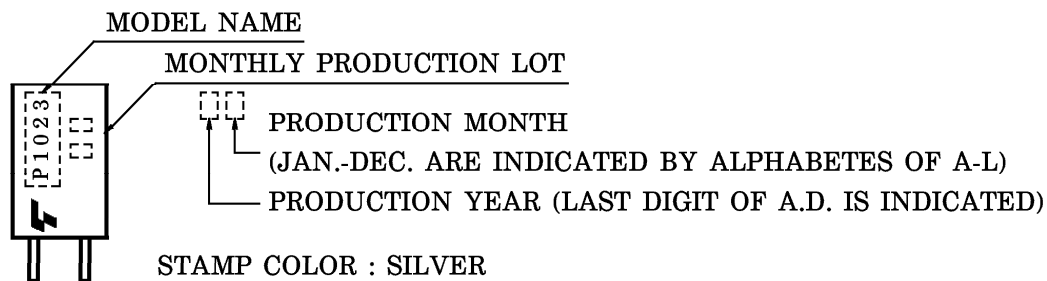 MODEL NAME
MONTHLY PRODUCTION LOT
P1023
PRODUCTION MONTH
(JAN.-DEC. ARE INDICATED BY ALPHABETES OF A-L)
PRODUCTION YEAR (LAST DIGIT OF A.D. IS INDICATED)
STAMP COLOR : SILVER